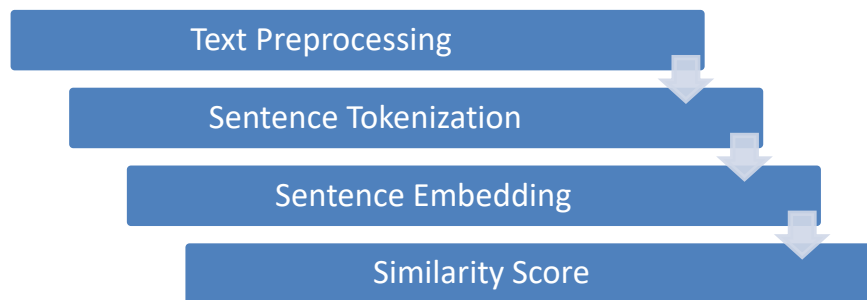 Text Preprocessing
Sentence Tokenization
Sentence Embedding
Similarity Score